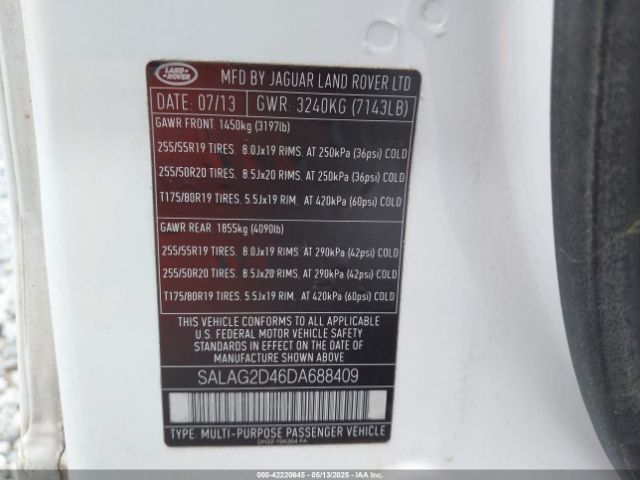 LAND-
ROVER
MFD BY JAGUAR LAND ROVER LTD
DATE: 07/13 GWR: 3240KG (7143LB)
GAWR FRONT 1450kg (3197lb)
255/55R19 TIRES. 8.0Jx19 RIMS. AT 250kPa (36psi) COLD
255/50R20 TIRES. 8.5Jx20 RIMS. AT 250kPa (36psi) COLD
T175/80R19 TIRES. 5.5Jx19 RIM. AT 420kPa (60psi) COLD
GAWR REAR. 1855kg (4090lb)
255/55R19 TIRES. 8.0Jx19 RIMS. AT 290kPa (42psi) COLD
255/50R20 TIRES. 8.5Jx20 RIMS. AT 290kPa (42psi) COLD
T175/80R19 TIRES. 5.5Jx19 RIM. AT 420kPa (60psi) COLD
THIS VEHICLE CONFORMS TO ALL APPLICABLE
U.S. FEDERAL MOTOR VEHICLE SAFETY
STANDARDS IN EFFECT ON THE DATE OF
MANUFACTURE SHOWN ABOVE.
SALAG2D46DA688409
TYPE: MULTI-PURPOSE PASSENGER VEHICLE
000-42220645 - 05/13/2025 - IAAI.COM